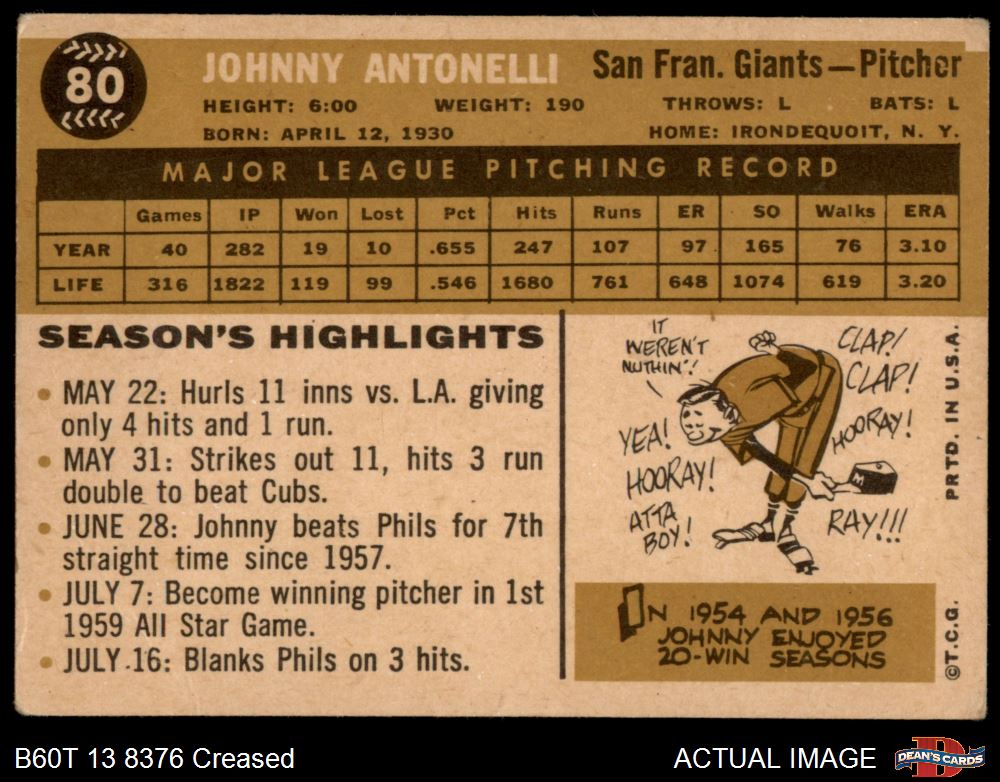 80
JOHNNY ANTONELLI San Fran. Giants—Pitcher
HEIGHT: 6:00 WEIGHT: 190 THROWS: L BATS: L
BORN: APRIL 12, 1930 HOME: IRONDEQUOIT, N. Y.
MAJOR LEAGUE PITCHING RECORD
Games IP Won Lost Pct Hits Runs ER SO Walks ERA
YEAR 40 282 19 10 .655 247 107 97 165 76 3.10
LIFE 316 1822 119 99 .546 1680 761 648 1074 619 3.20
SEASON'S HIGHLIGHTS
• MAY 22: Hurls 11 inns vs. L.A. giving
only 4 hits and 1 run.
• MAY 31: Strikes out 11, hits 3 run
double to beat Cubs.
• JUNE 28: Johnny beats Phils for 7th
straight time since 1957.
• JULY 7: Become winning pitcher in 1st
1959 All Star Game.
• JULY 16: Blanks Phils on 3 hits.
IT
WEREN'T
NUTHIN'!
CLAP!
CLAP!
YEA!
HOORAY!
HOORAY!
ATTA
BOY!
RAY!!!
M
IN 1954 AND 1956
JOHNNY ENJOYED
20-WIN SEASONS
PRTD. IN U.S.A.
©T.C.G.
B60T 13 8376 Creased
ACTUAL IMAGE
D
DEAN'S CARDS